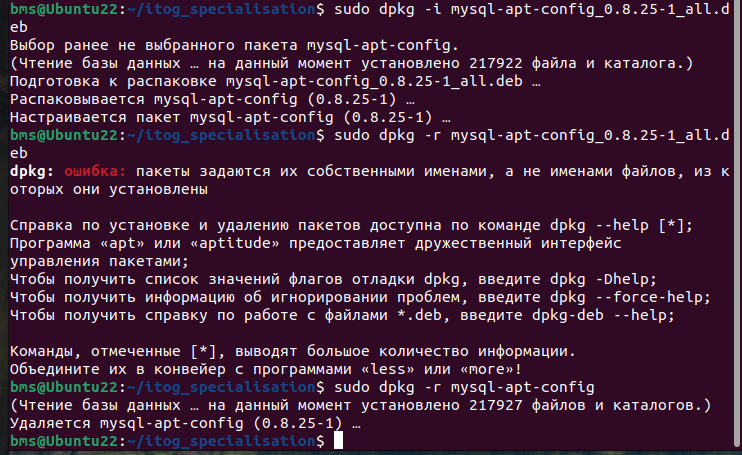 bms@Ubuntu22:~/itog_specialisation$ sudo dpkg -i mysql-apt-config_0.8.25-1_all.d
eb
Выбор ранее не выбранного пакета mysql-apt-config.
(Чтение базы данных … на данный момент установлено 217922 файла и каталога.)
Подготовка к распаковке mysql-apt-config_0.8.25-1_all.deb …
Распаковывается mysql-apt-config (0.8.25-1) …
Настраивается пакет mysql-apt-config (0.8.25-1) …
bms@Ubuntu22:~/itog_specialisation$ sudo dpkg -r mysql-apt-config_0.8.25-1_all.d
eb
dpkg: ошибка: пакеты задаются их собственными именами, а не именами файлов, из к
оторых они установлены

Справка по установке и удалению пакетов доступна по команде dpkg --help [*];
Программа «apt» или «aptitude» предоставляет дружественный интерфейс
управления пакетами;
Чтобы получить список значений флагов отладки dpkg, введите dpkg -Dhelp;
Чтобы получить информацию об игнорировании проблем, введите dpkg --force-help;
Чтобы получить справку по работе с файлами *.deb, введите dpkg-deb --help;

Команды, отмеченные [*], выводят большое количество информации.
Объедините их в конвейер с программами «less» или «more»!
bms@Ubuntu22:~/itog_specialisation$ sudo dpkg -r mysql-apt-config
(Чтение базы данных … на данный момент установлено 217927 файлов и каталогов.)
Удаляется mysql-apt-config (0.8.25-1) …
bms@Ubuntu22:~/itog_specialisation$